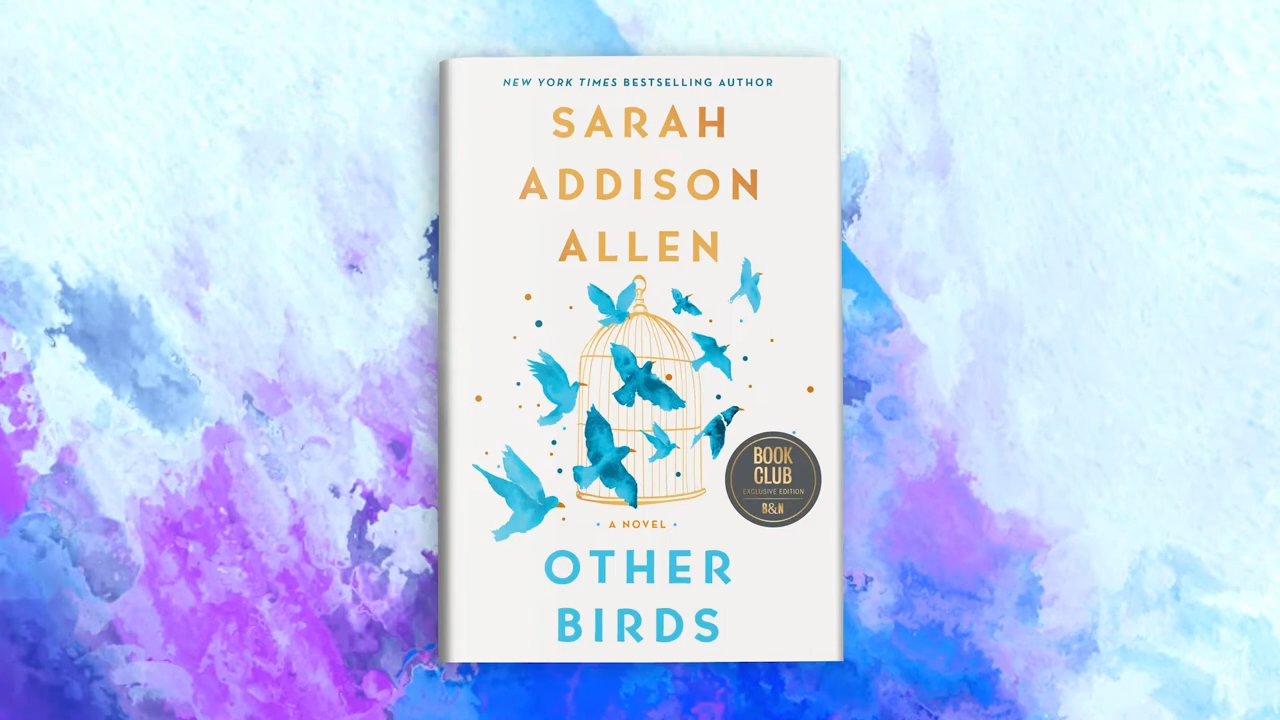 NEW YORK TIMES BESTSELLING AUTHOR
SARAH
ADDISON
ALLEN
BOOK
CLUB
EXCLUSIVE EDITION
B&N
• A NOVEL •
OTHER
BIRDS